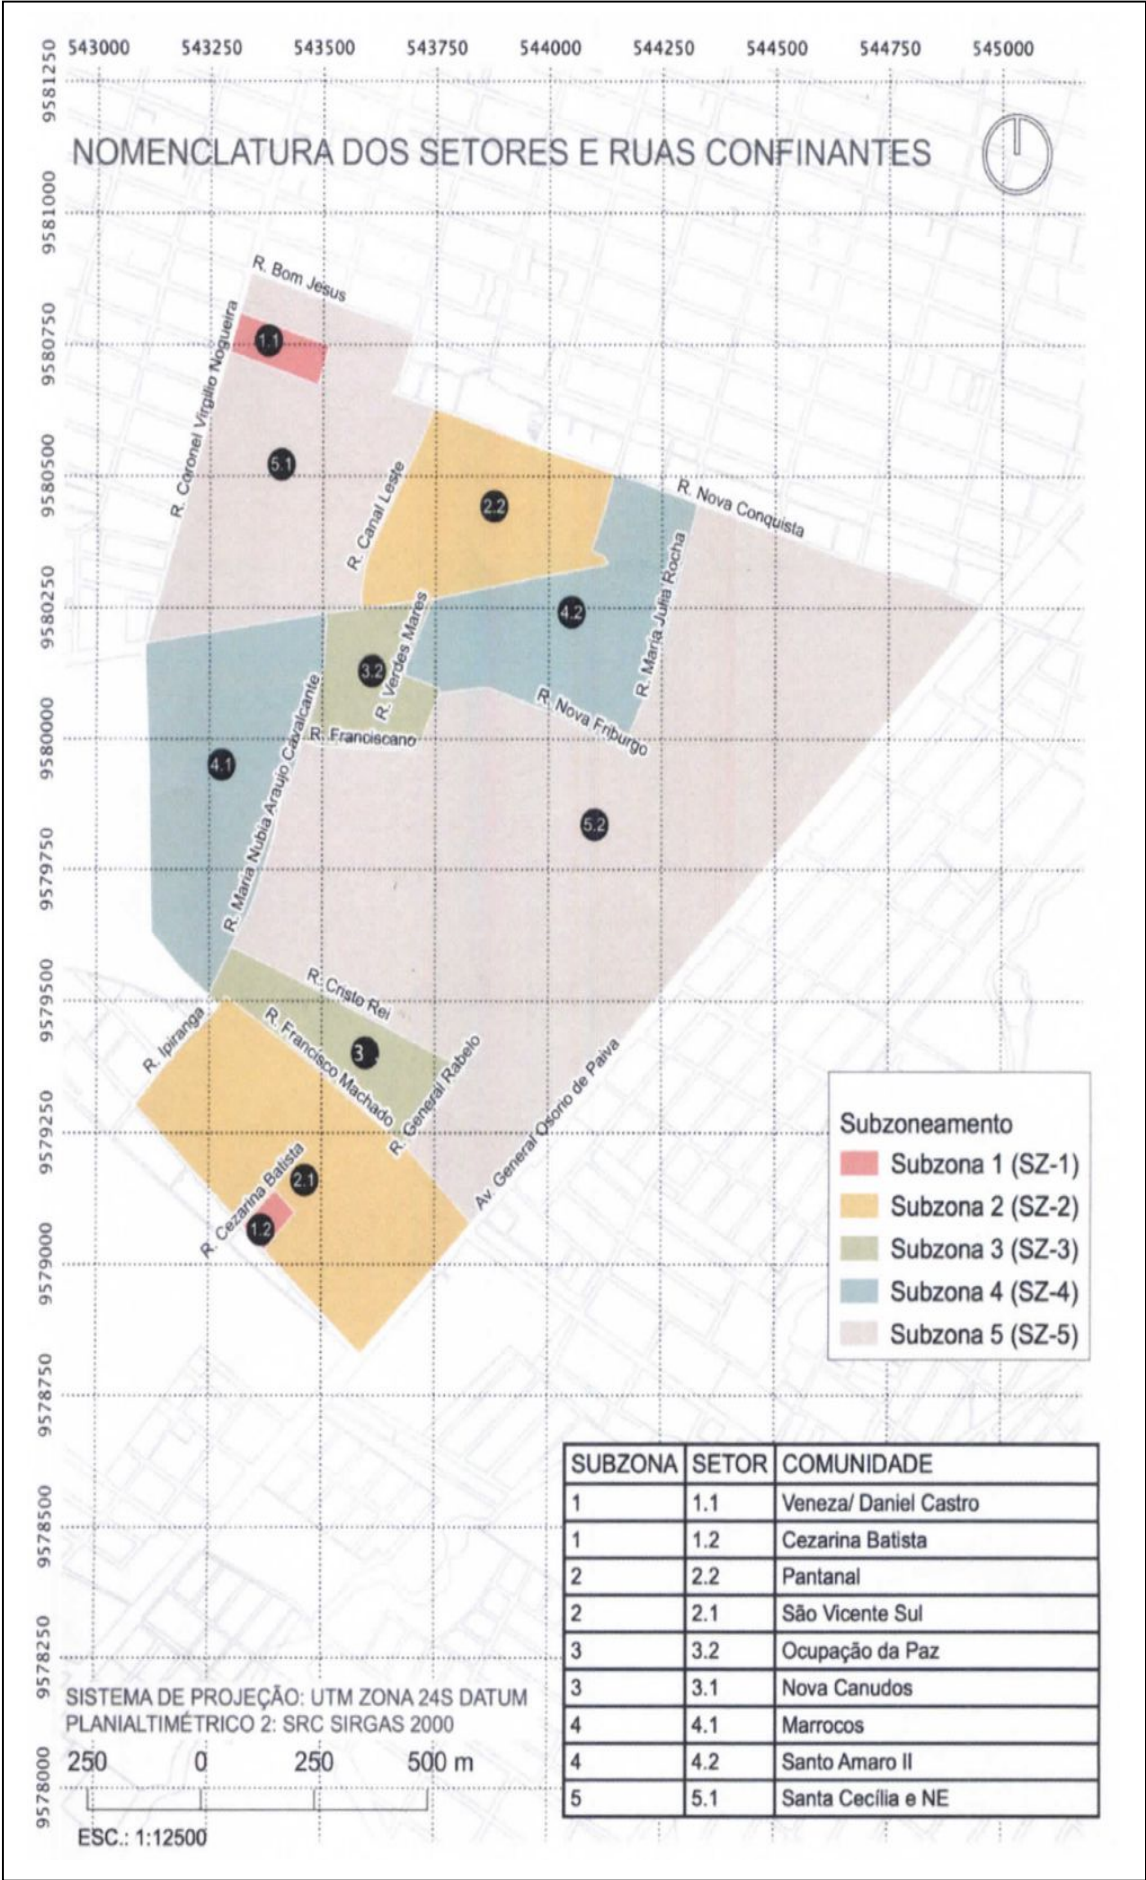 543000 543250 543500 543750 544000 544250 544500 544750 545000
9581250
NOMENCLATURA DOS SETORES E RUAS CONFINANTES
9581000
R. Bom Jesus
9580750
1.1
R. Coronel Virgilio Nogueira
5.1
9580500
R. Canal Leste
2.2
R. Nova Conquista
9580250
R. Verdes Mares
4.2
R. Maria Julia Rocha
3.2
R. Nova Friburgo
9580000
R. Franciscano
4.1
R. Maria Nubia Araujo Cavalcante
5.2
9579750
9579500
R. Cristo Rei
R. Ipiranga
R. Francisco Machado
3
R. General Rabelo
Av. General Osorio de Paiva
9579250
R. Cezarina Batista
2.1
1.2
9579000
Subzoneamento
Subzona 1 (SZ-1)
Subzona 2 (SZ-2)
Subzona 3 (SZ-3)
Subzona 4 (SZ-4)
Subzona 5 (SZ-5)
9578750
9578500
9578250
9578000
SUBZONA SETOR COMUNIDADE
1 1.1 Veneza/ Daniel Castro
1 1.2 Cezarina Batista
2 2.2 Pantanal
2 2.1 São Vicente Sul
3 3.2 Ocupação da Paz
3 3.1 Nova Canudos
4 4.1 Marrocos
4 4.2 Santo Amaro II
5 5.1 Santa Cecília e NE
SISTEMA DE PROJEÇÃO: UTM ZONA 24S DATUM
PLANIALTIMÉTRICO 2: SRC SIRGAS 2000
250 0 250 500 m
ESC.: 1:12500